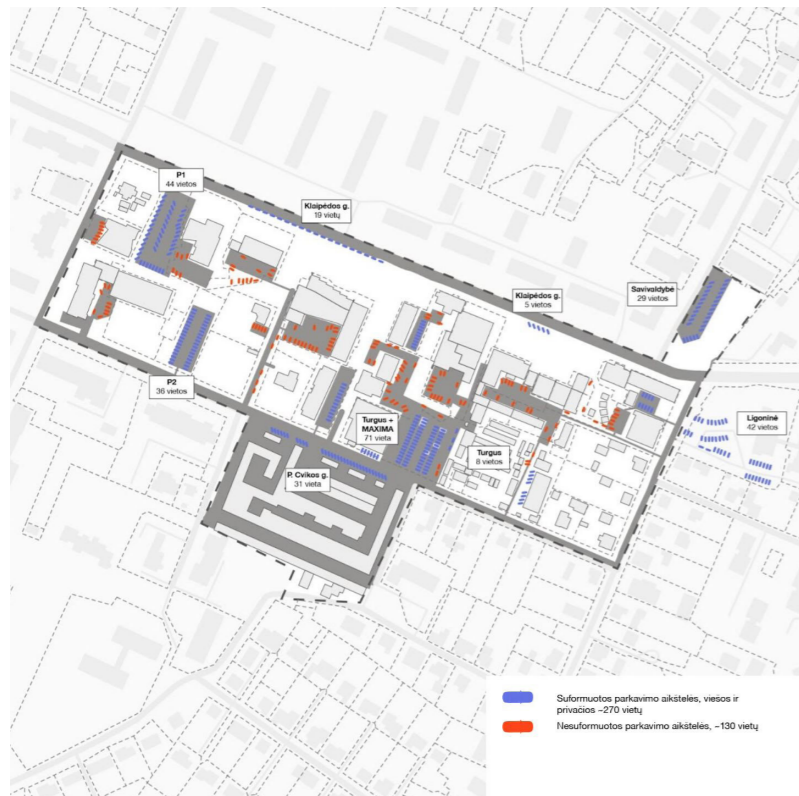 P1
44 vietos
Klaipėdos g.
19 vietų
Klaipėdos g.
5 vietos
Savivaldybė
29 vietos
P2
36 vietos
Turgus +
MAXIMA
71 vieta
Turgus
8 vietos
Ligoninė
42 vietos
P. Cvikos g.
31 vieta
Suformuotos parkavimo aikštelės, viešos ir
privačios ~270 vietų
Nesuformuotos parkavimo aikštelės, ~130 vietų